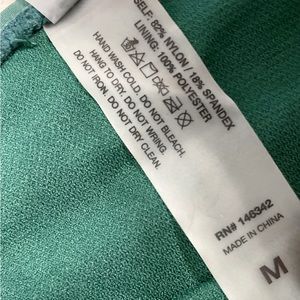 SELF: 82% NYLON / 18% SPANDEX
LINING: 100% POLYESTER
HAND WASH COLD. DO NOT BLEACH.
HANG TO DRY. DO NOT WRING.
DO NOT IRON. DO NOT DRY CLEAN.
RN# 146342
MADE IN CHINA
M